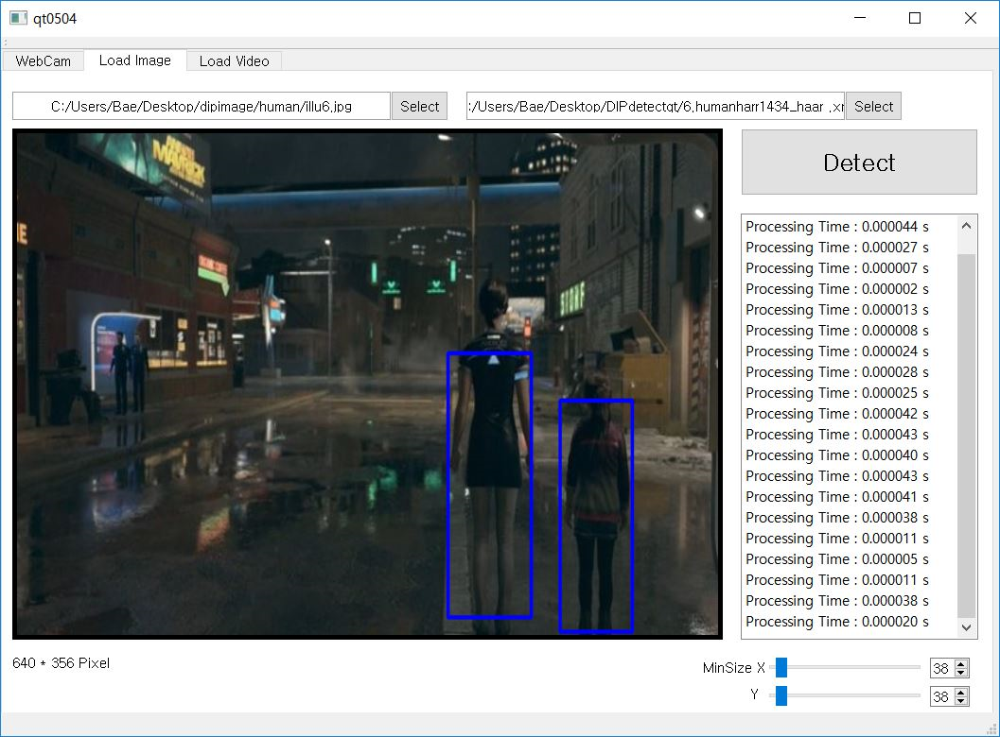 qt0504
WebCam
Load Image
Load Video
C:/Users/Bae/Desktop/dipimage/human/illu6.jpg
Select
:/Users/Bae/Desktop/DIPdetectqt/6.humanharr1434_haar .xm
Select
MAVERICK
E
STORE
Detect
Processing Time : 0.000044 s
Processing Time : 0.000027 s
Processing Time : 0.000007 s
Processing Time : 0.000002 s
Processing Time : 0.000013 s
Processing Time : 0.000008 s
Processing Time : 0.000024 s
Processing Time : 0.000028 s
Processing Time : 0.000025 s
Processing Time : 0.000042 s
Processing Time : 0.000043 s
Processing Time : 0.000040 s
Processing Time : 0.000043 s
Processing Time : 0.000041 s
Processing Time : 0.000038 s
Processing Time : 0.000011 s
Processing Time : 0.000005 s
Processing Time : 0.000011 s
Processing Time : 0.000038 s
Processing Time : 0.000020 s
640 * 356 Pixel
MinSize X
38
Y
38